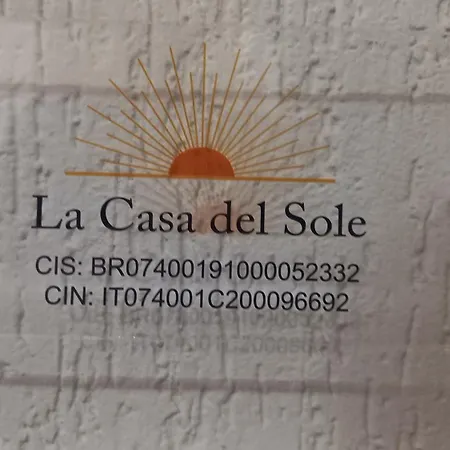 La Casa del Sole
CIS: BR07400191000052332
CIN: IT074001C200096692